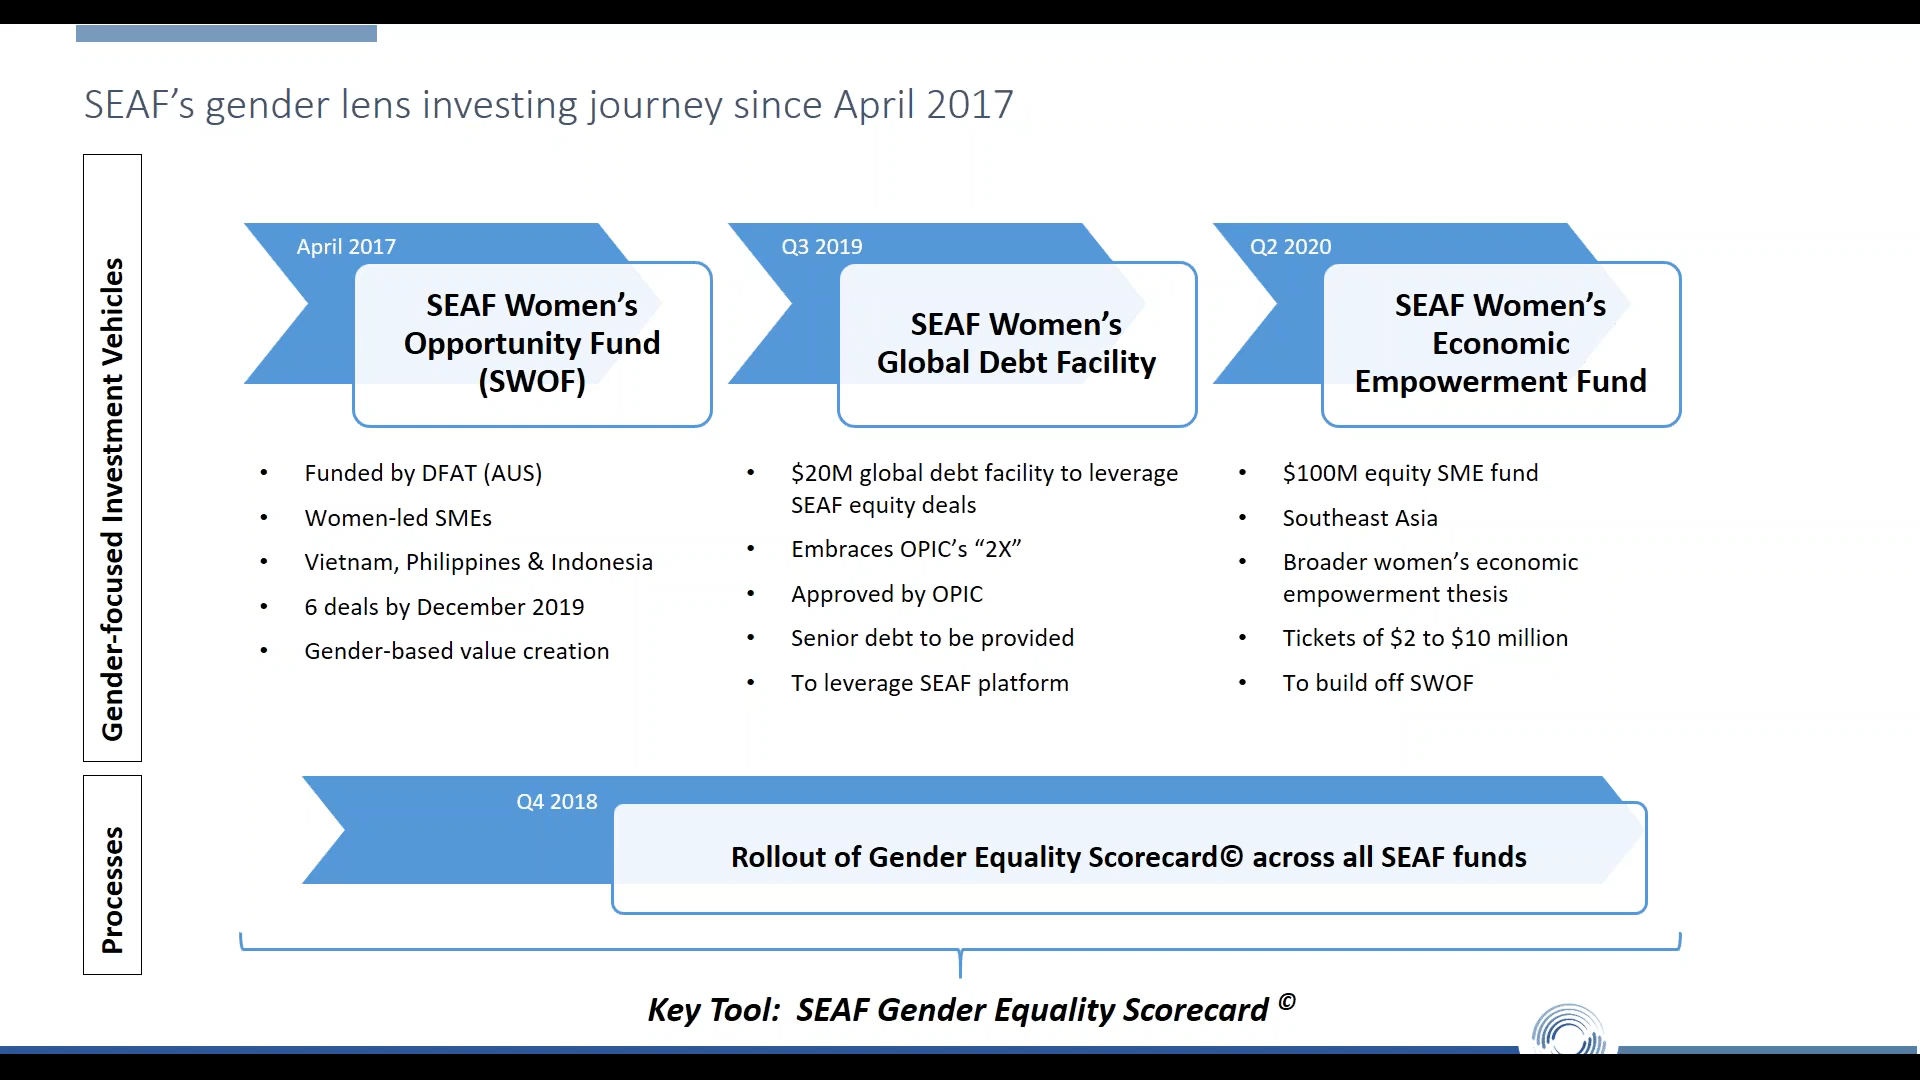 SEAF’s gender lens investing journey since April 2017
Gender-focused Investment Vehicles
April 2017
SEAF Women’s
Opportunity Fund
(SWOF)
• Funded by DFAT (AUS)
• Women-led SMEs
• Vietnam, Philippines & Indonesia
• 6 deals by December 2019
• Gender-based value creation
Q3 2019
SEAF Women’s
Global Debt Facility
• $20M global debt facility to leverage
SEAF equity deals
• Embraces OPIC’s “2X”
• Approved by OPIC
• Senior debt to be provided
• To leverage SEAF platform
Q2 2020
SEAF Women’s
Economic
Empowerment Fund
• $100M equity SME fund
• Southeast Asia
• Broader women’s economic
empowerment thesis
• Tickets of $2 to $10 million
• To build off SWOF
Processes
Q4 2018
Rollout of Gender Equality Scorecard© across all SEAF funds
Key Tool: SEAF Gender Equality Scorecard ©